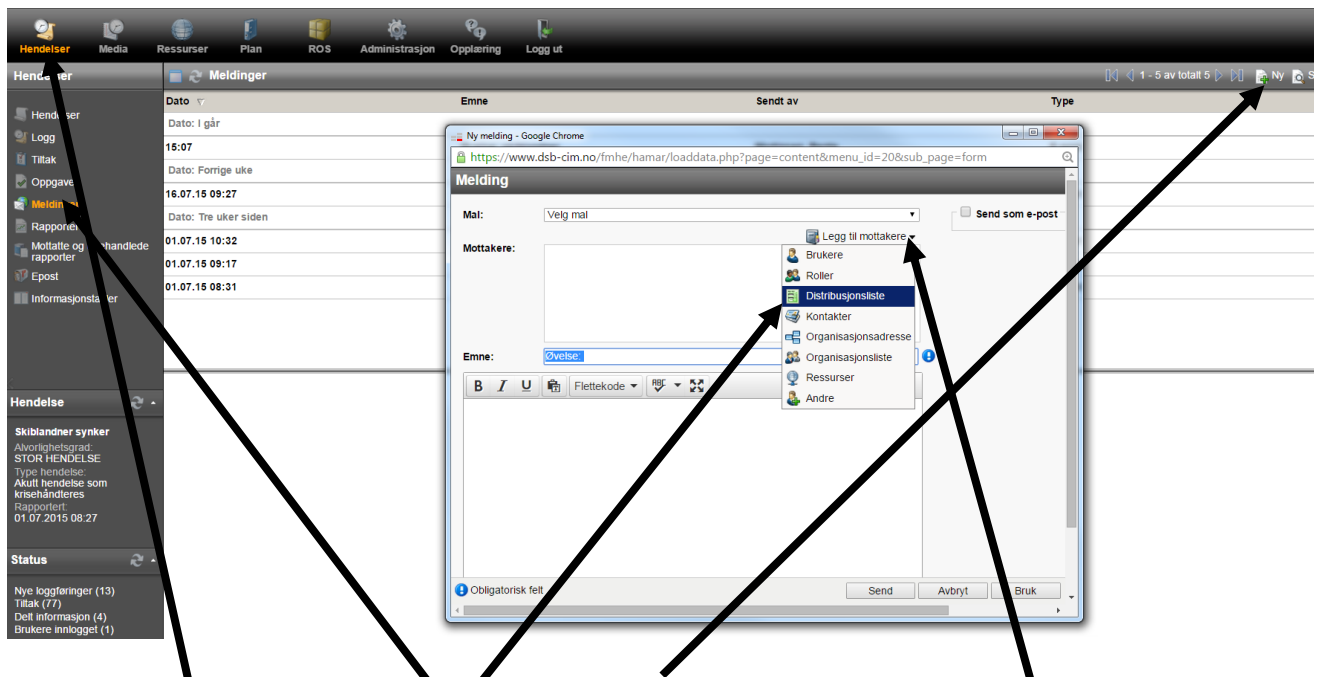 Hendelser Media Ressurser Plan ROS Administrasjon Opplæring Logg ut
Meldinger 1 - 5 av totalt 5 Ny
Dato Emne Sendt av Type
Dato: I går
15:07
Dato: Forrige uke
16.07.15 09:27
Dato: Tre uker siden
01.07.15 10:32
01.07.15 09:17
01.07.15 08:31
Logg
Tiltak
Mottatte og
rapporter
Epost
Ny melding - Google Chrome
https://www.dsb-cim.no/fmhe/hamar/loaddata.php?page=content&menu_id=20&sub_page=form
Melding
Mal: Velg mal Send som e-post
Legg til mottakere
Mottakere:
Brukere
Roller
Distribusjonsliste
Kontakter
Organisasjonsadresse
Organisasjonsliste
Ressurser
Andre
Emne: Øvelse:
B I U Flettekode ABC
Obligatorisk felt Send Avbryt Bruk
Hendelse
Skiblandner synker
Alvorlighetsgrad:
STOR HENDELSE
Type hendelse:
Akutt hendelse som
krisehåndteres
Rapportert:
01.07.2015 08:27
Status
Nye loggføringer (13)
Tiltak (77)
Delt informasjon (4)
Brukere innlogget (1)